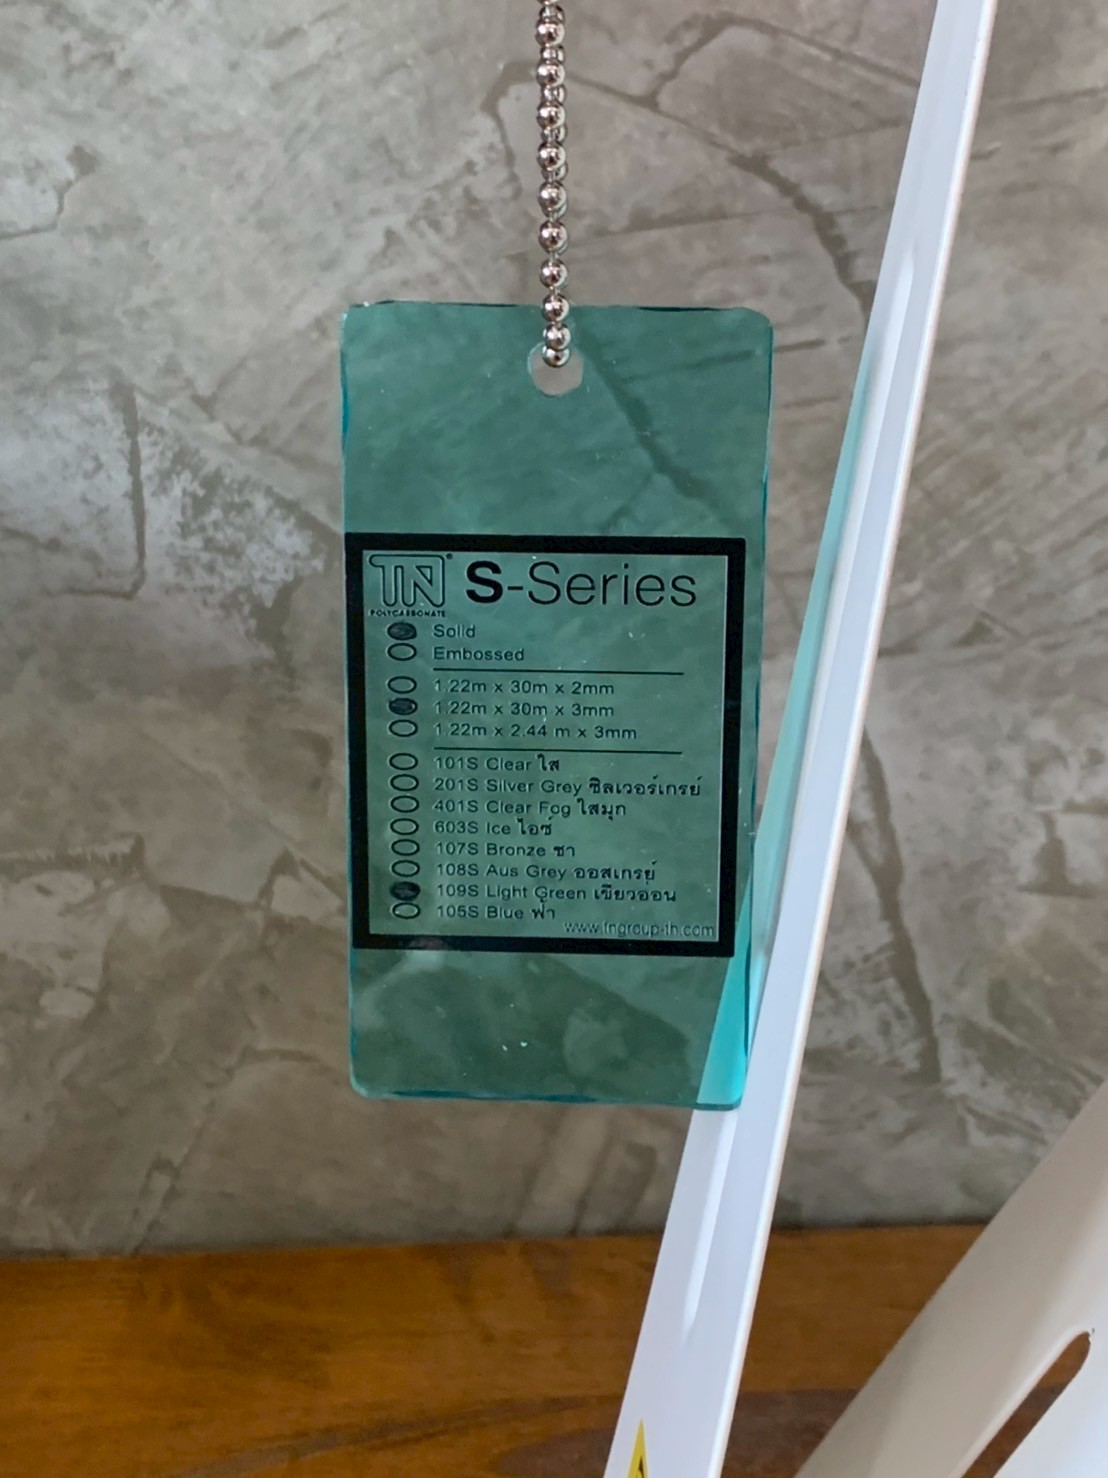 TN®
POLYCARBONATE
S-Series
Solid
Embossed
1.22m x 30m x 2mm
1.22m x 30m x 3mm
1.22m x 2.44 m x 3mm
101S Clear ใส
201S Silver Grey ซิลเวอร์เกรย์
401S Clear Fog ใสมุก
603S Ice ไอซ์
107S Bronze ชา
108S Aus Grey ออสเกรย์
109S Light Green เขียวอ่อน
105S Blue ฟ้า
www.tngroup-th.com